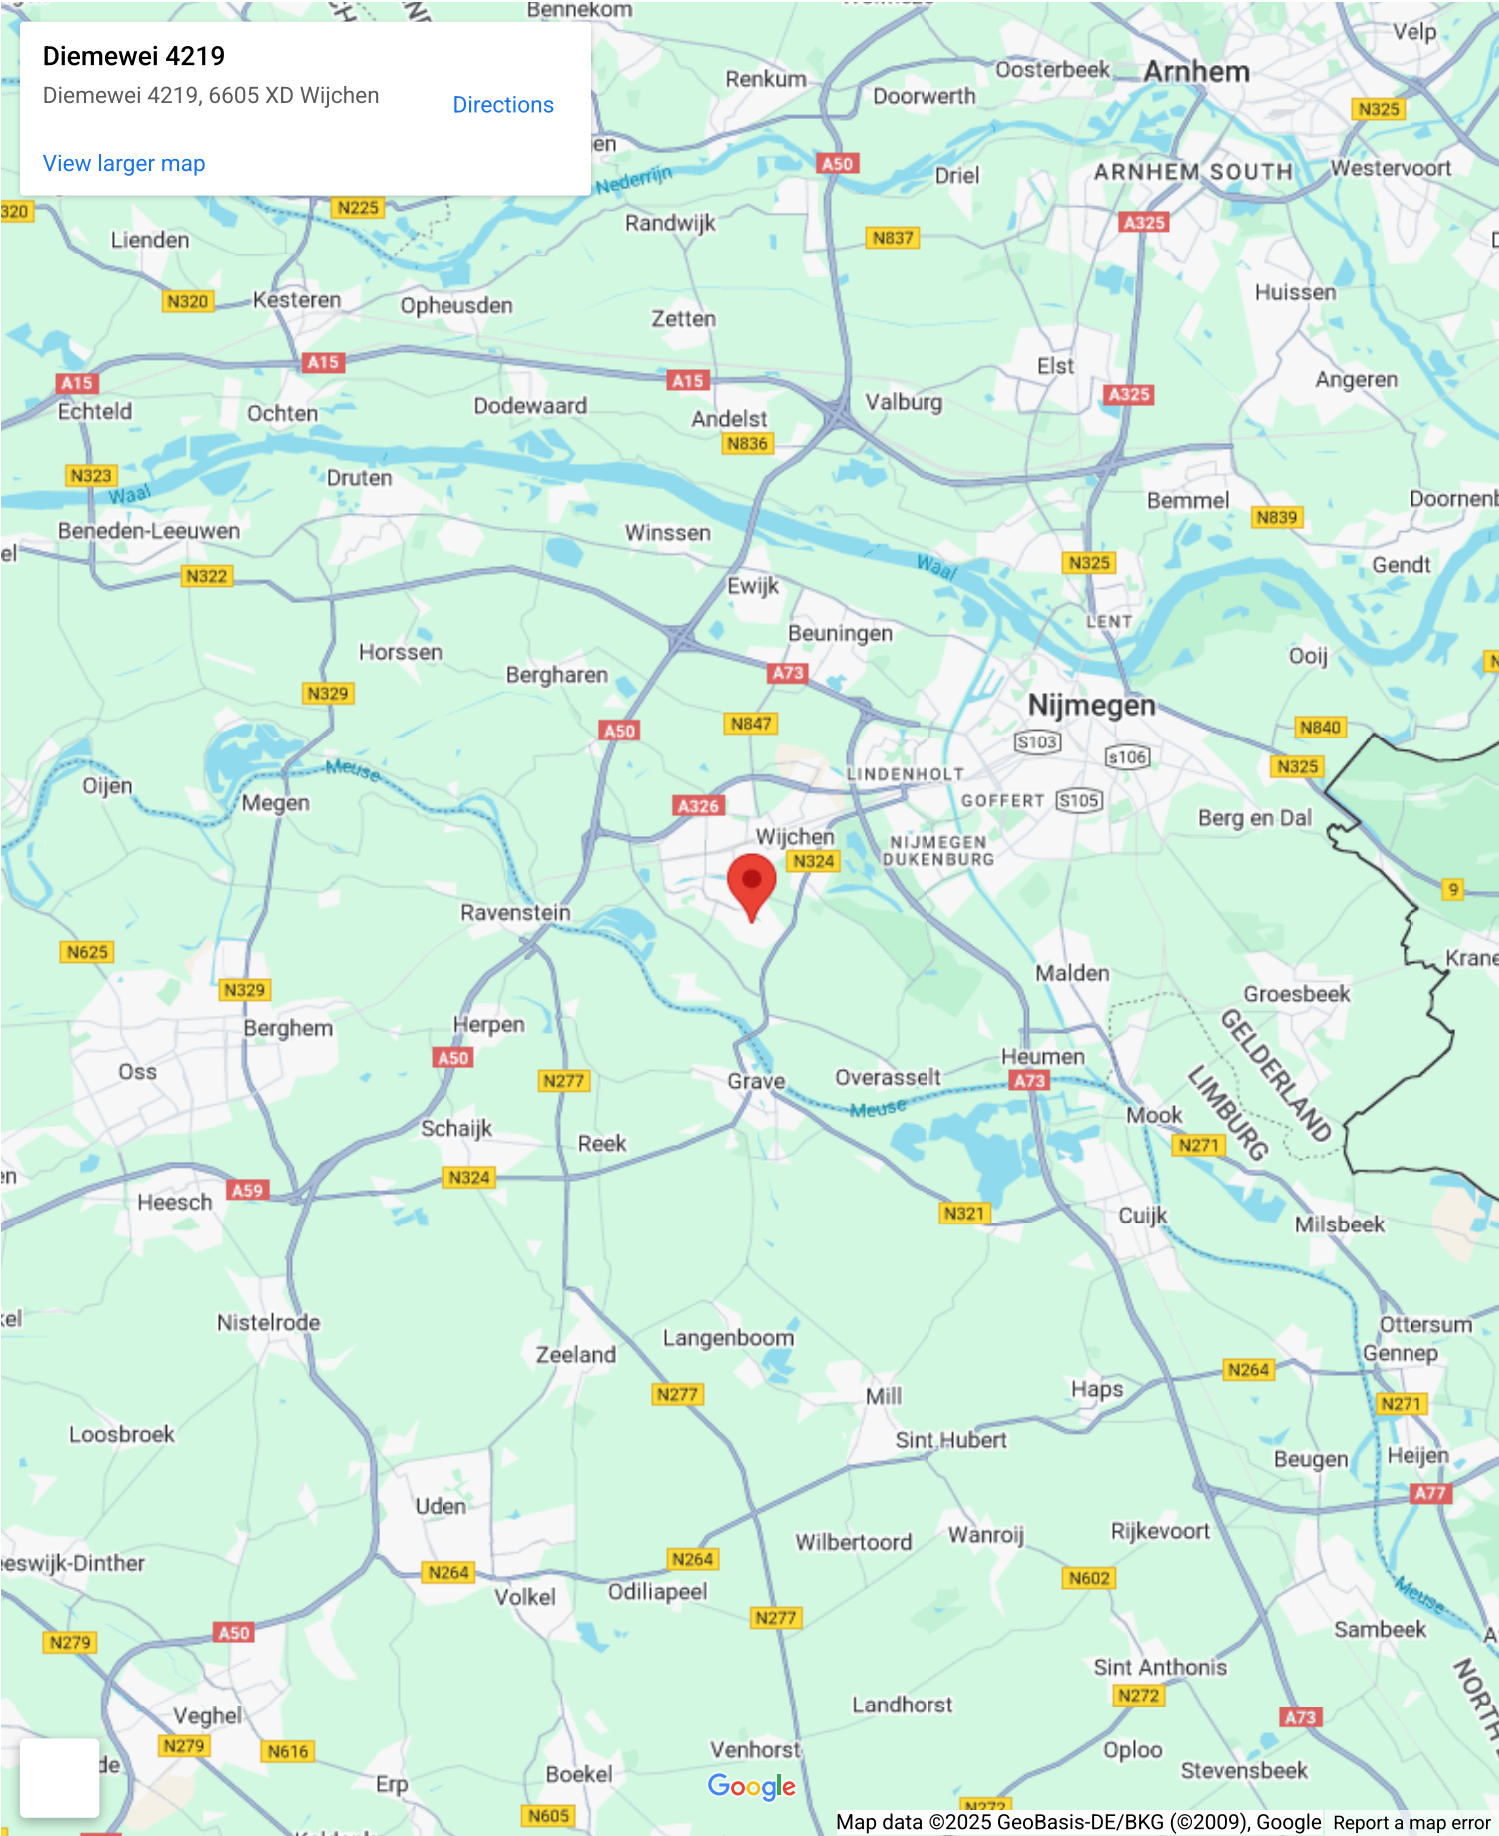 Bennekom
Diemewei 4219
Diemewei 4219, 6605 XD Wijchen
Directions
View larger map
Velp
Renkum
Oosterbeek
Arnhem
Doorwerth
N325
A50
Nederrijn
Driel
ARNHEM SOUTH
Westervoort
320
N225
Randwijk
A325
Lienden
N837
N320
Kesteren
Opheusden
Huissen
Zetten
A15
A15
A15
Elst
Angeren
A325
Echteld
Ochten
Dodewaard
Andelst
Valburg
N836
N323
Waal
Druten
Bemmel
N839
Beneden-Leeuwen
Winssen
N322
Waal
N325
Gendt
Ewijk
LENT
Beuningen
Horssen
Bergharen
A73
Ooij
N329
A50
N847
Nijmegen
N840
S103
s106
N325
Meuse
Oijen
Megen
LINDENHOLT
A326
GOFFERT
S105
Berg en Dal
Wijchen
N324
NIJMEGEN
DUKENBURG
9
Ravenstein
N625
Malden
N329
Groesbeek
Berghem
Herpen
GELDERLAND
Oss
A50
N277
Grave
Overasselt
Heumen
A73
LIMBURG
Meuse
Mook
Schaijk
Reek
N271
N324
A59
Heesch
N321
Cuijk
Milsbeek
Nistelrode
Langenboom
Ottersum
Zeeland
Gennep
N264
N277
Mill
Haps
N271
Loosbroek
Sint Hubert
Beugen
Heijen
A77
Uden
Wilbertoord
Wanroij
Rijkevoort
eeswijk-Dinther
N264
N264
N602
Volkel
Odiliapeel
Meuse
N277
A50
N279
Sambeek
Sint Anthonis
N272
Landhorst
Veghel
A73
N279
N616
Venhorst
Oploo
Stevensbeek
Erp
Boekel
Google
N605
N272
Map data ©2025 GeoBasis-DE/BKG (©2009), Google
Report a map error